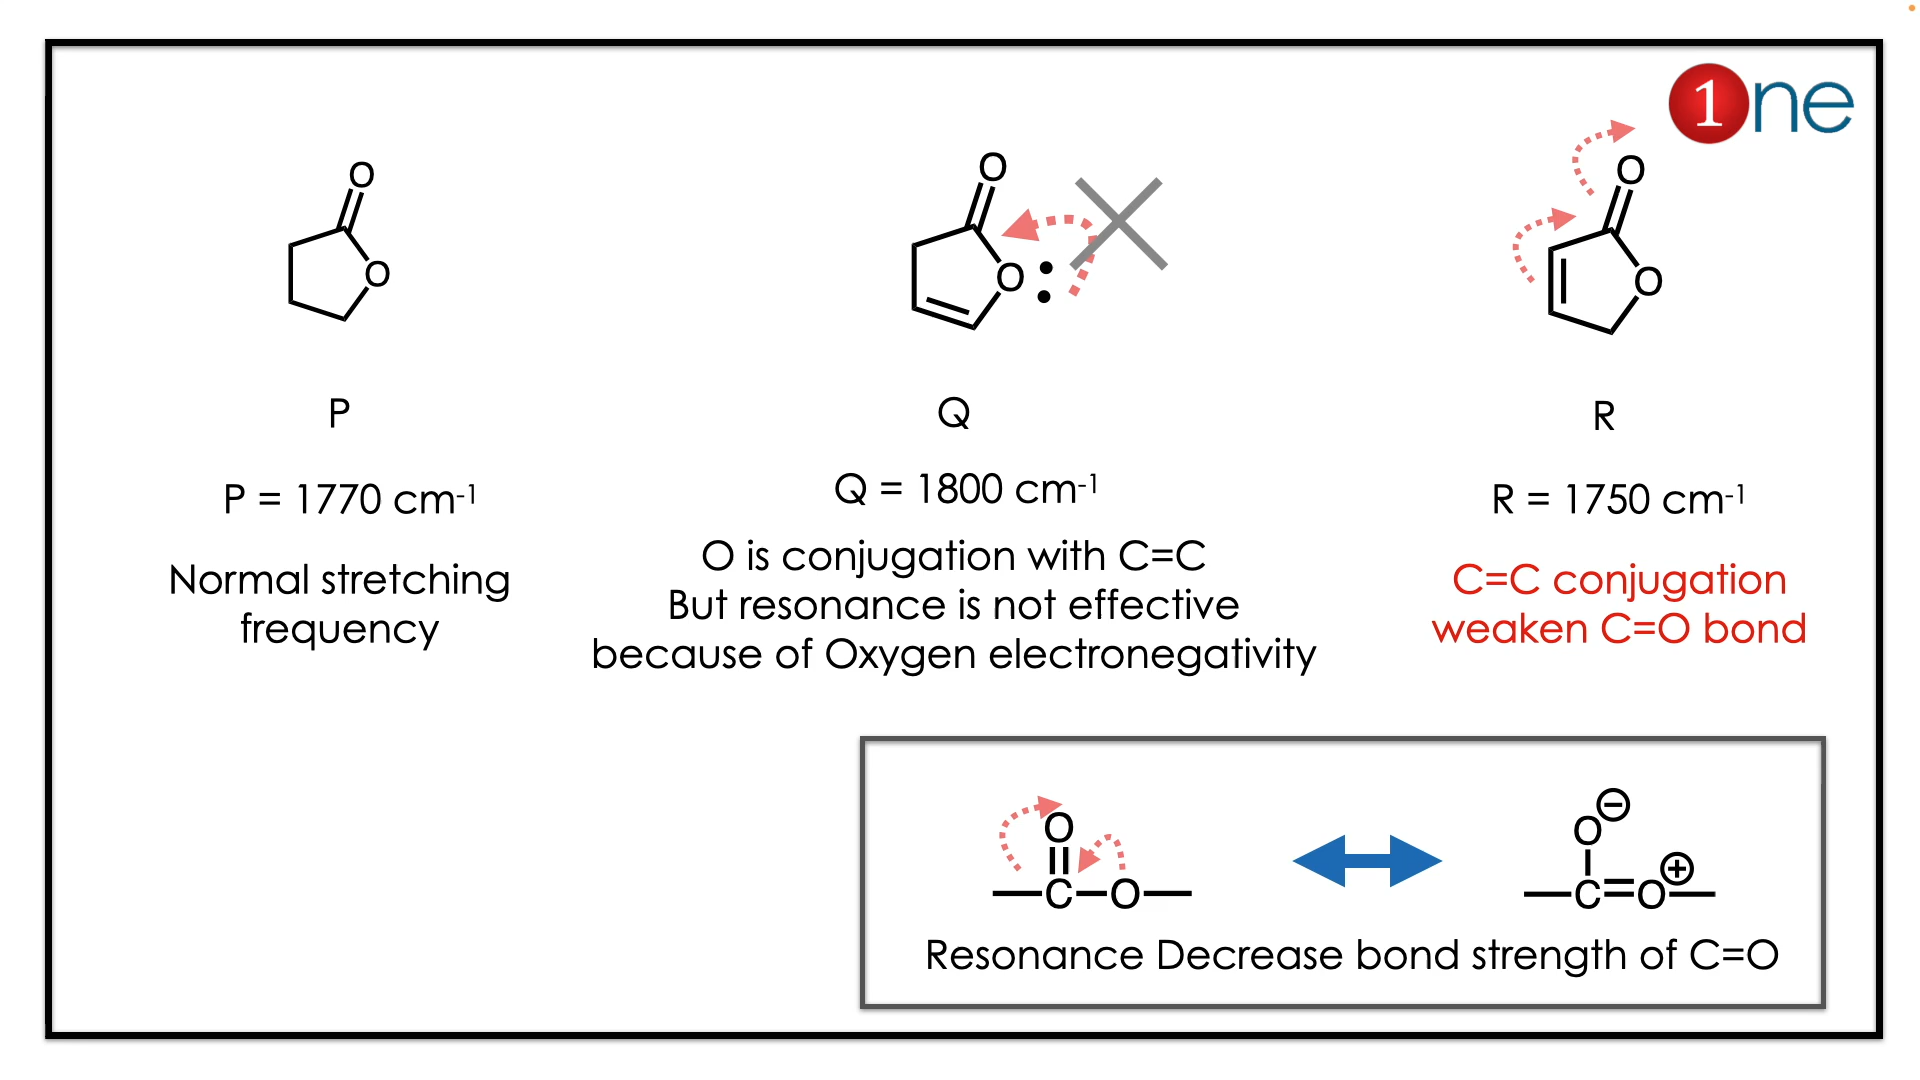 1ne
O
O
O
O
O
O
P
Q
R
P = 1770 cm-1
Q = 1800 cm-1
R = 1750 cm-1
Normal stretching
frequency
O is conjugation with C=C
But resonance is not effective
because of Oxygen electronegativity
C=C conjugation
weaken C=O bond
O
C O
O −
C O +
Resonance Decrease bond strength of C=O